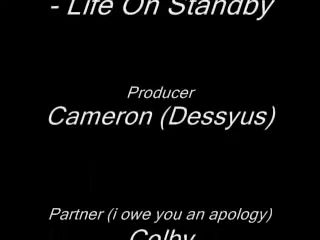 - Life On Standby
Producer
Cameron (Dessyus)
Partner (i owe you an apology)
Colby